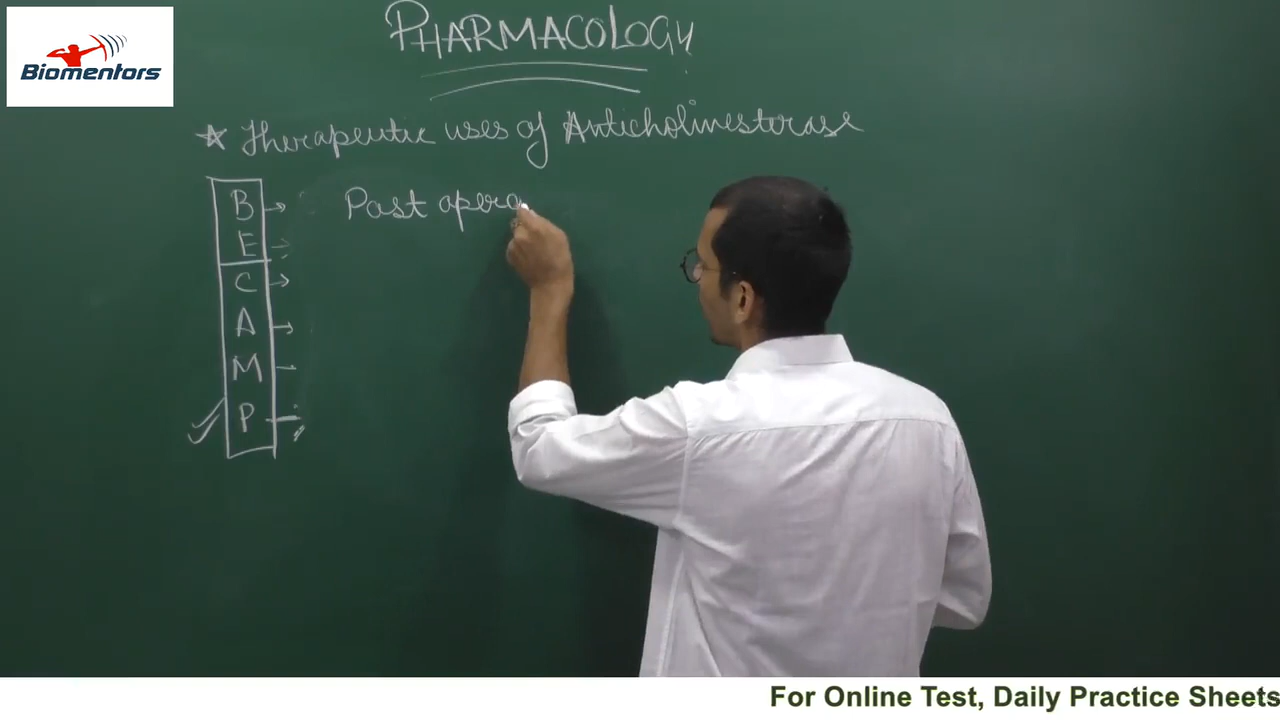 Biomentors
PHARMACOLOGY
Therapeutic uses of Anticholinesterase
B → Post opera
E
C
A
M
P
For Online Test, Daily Practice Sheets